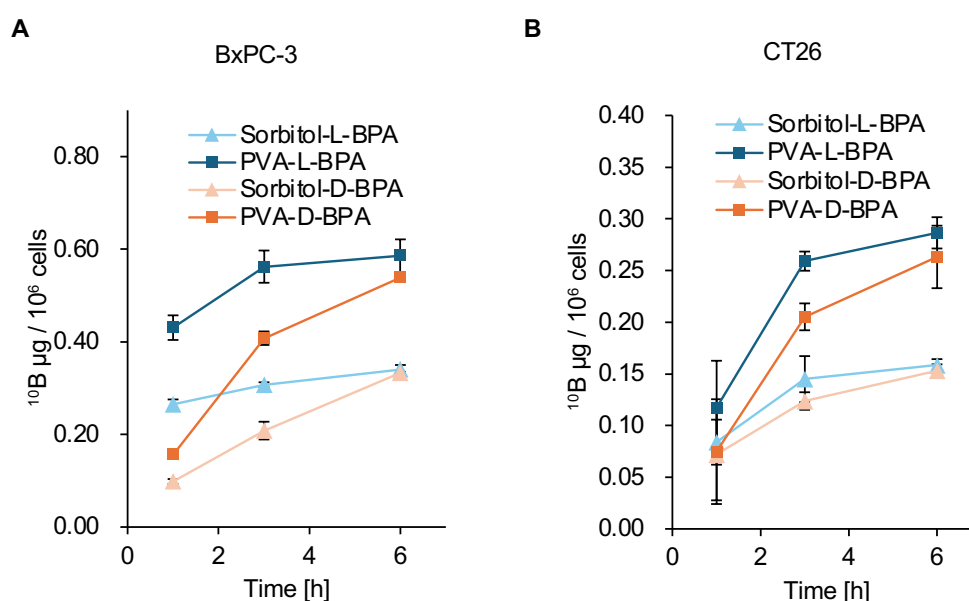 A
BxPC-3
Sorbitol-L-BPA
PVA-L-BPA
Sorbitol-D-BPA
PVA-D-BPA
0.80
0.60
0.40
0.20
0.00
¹⁰B µg / 10⁶ cells
0 2 4 6
Time [h]
B
CT26
Sorbitol-L-BPA
PVA-L-BPA
Sorbitol-D-BPA
PVA-D-BPA
0.40
0.35
0.30
0.25
0.20
0.15
0.10
0.05
0.00
¹⁰B µg / 10⁶ cells
0 2 4 6
Time [h]